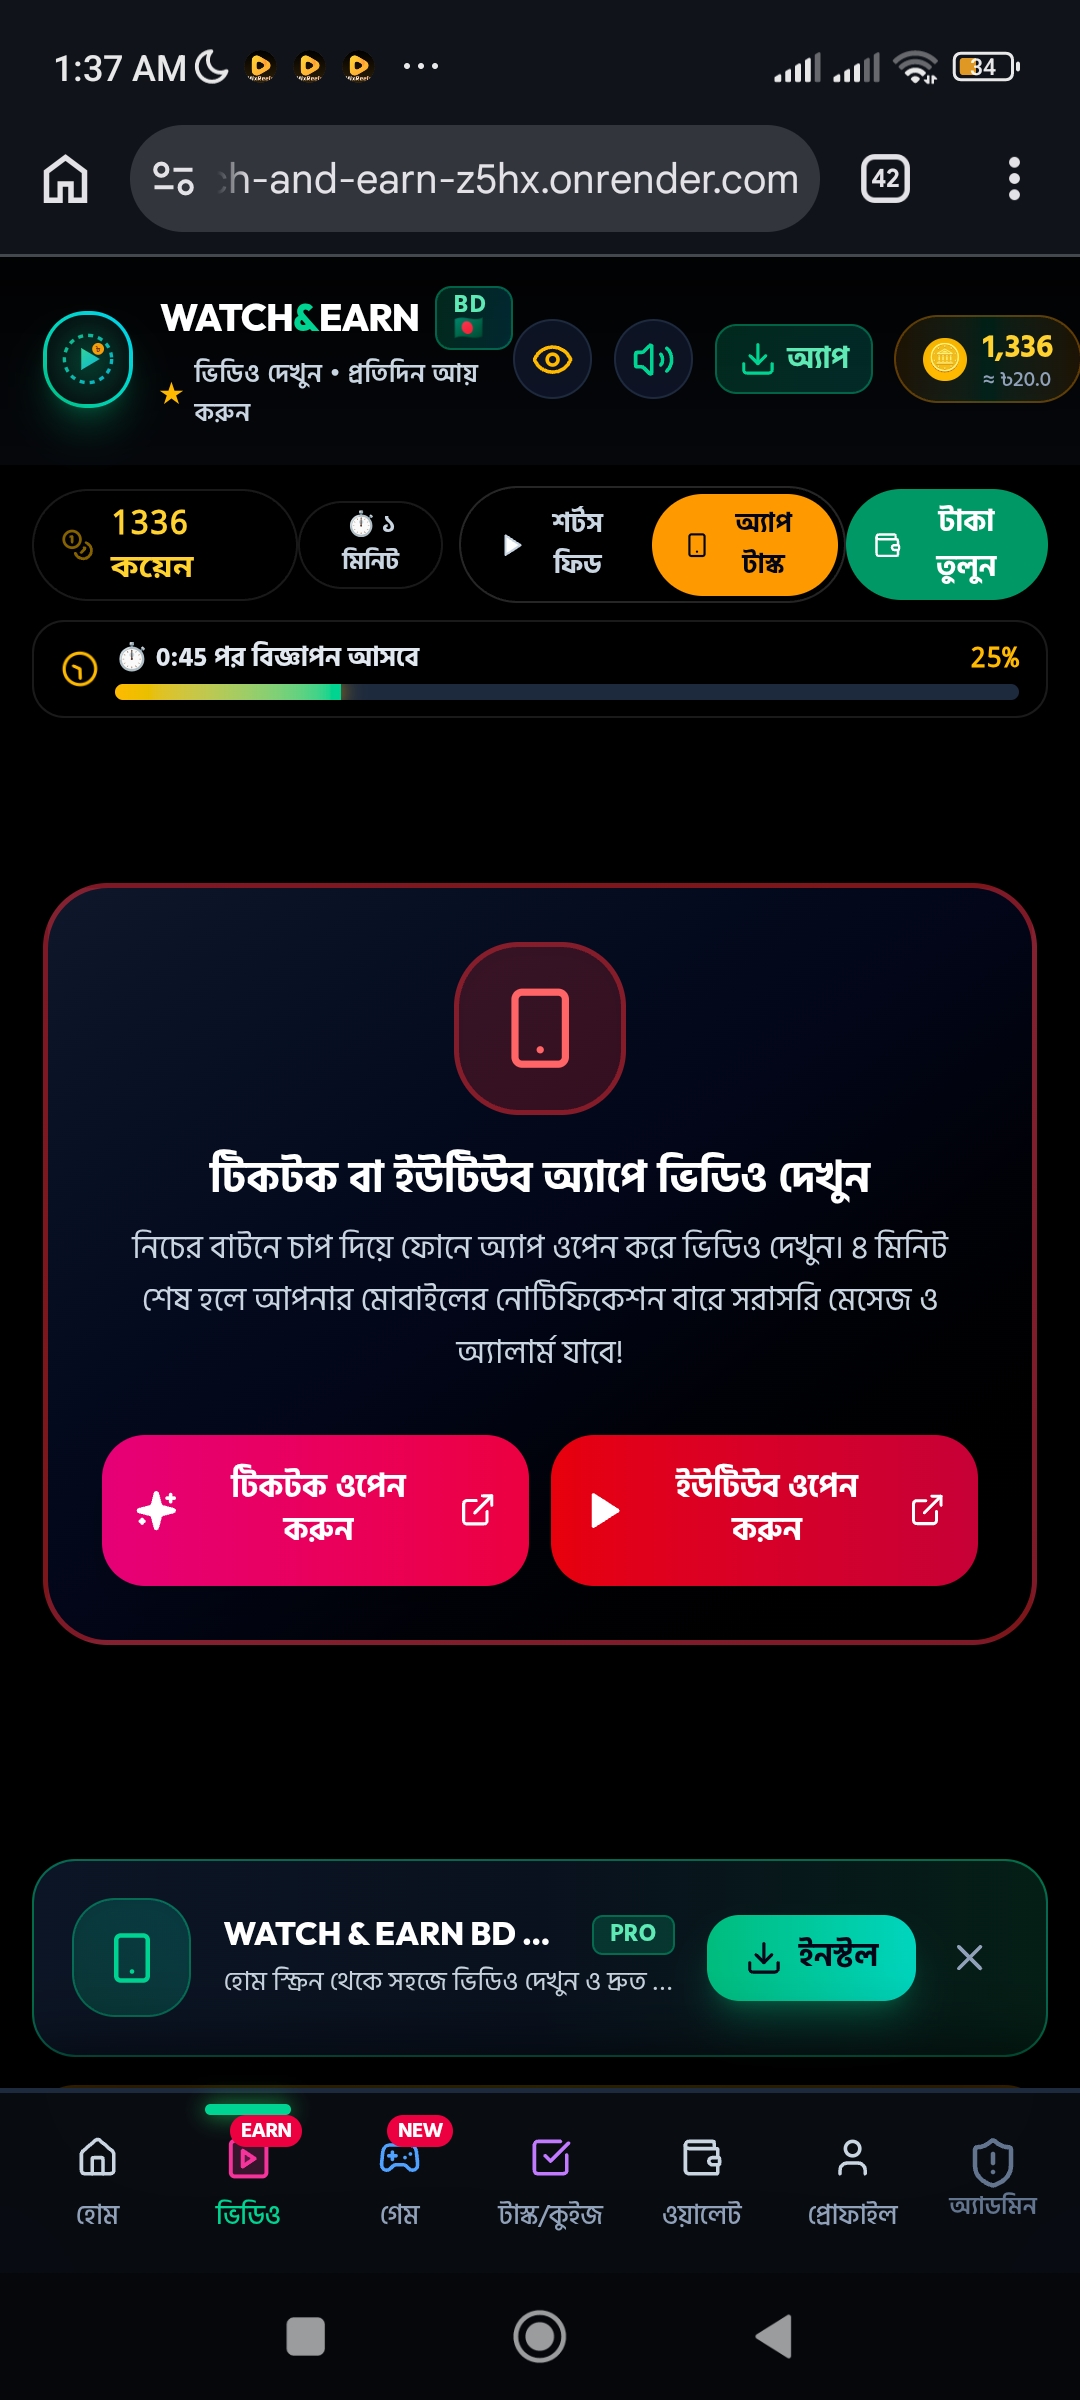 1:37 AM
34
h-and-earn-z5hx.onrender.com
42
WATCH&EARN
BD
★ ভিডিও দেখুন • প্রতিদিন আয়
করুন
অ্যাপ
1,336
≈ ৳20.0
1336
কয়েন
⏱️ ১
মিনিট
শর্টস
ফিড
অ্যাপ
টাস্ক
টাকা
তুলুন
⏱️ 0:45 পর বিজ্ঞাপন আসবে
25%
টিকটক বা ইউটিউব অ্যাপে ভিডিও দেখুন
নিচের বাটনে চাপ দিয়ে ফোনে অ্যাপ ওপেন করে ভিডিও দেখুন। ৪ মিনিট
শেষ হলে আপনার মোবাইলের নোটিফিকেশন বারে সরাসরি মেসেজ ও
অ্যালার্ম যাবে!
টিকটক ওপেন
করুন
ইউটিউব ওপেন
করুন
WATCH & EARN BD ...
PRO
হোম স্ক্রিন থেকে সহজে ভিডিও দেখুন ও দ্রুত ...
ইনস্টল
EARN
NEW
হোম
ভিডিও
গেম
টাস্ক/কুইজ
ওয়ালেট
প্রোফাইল
অ্যাডমিন